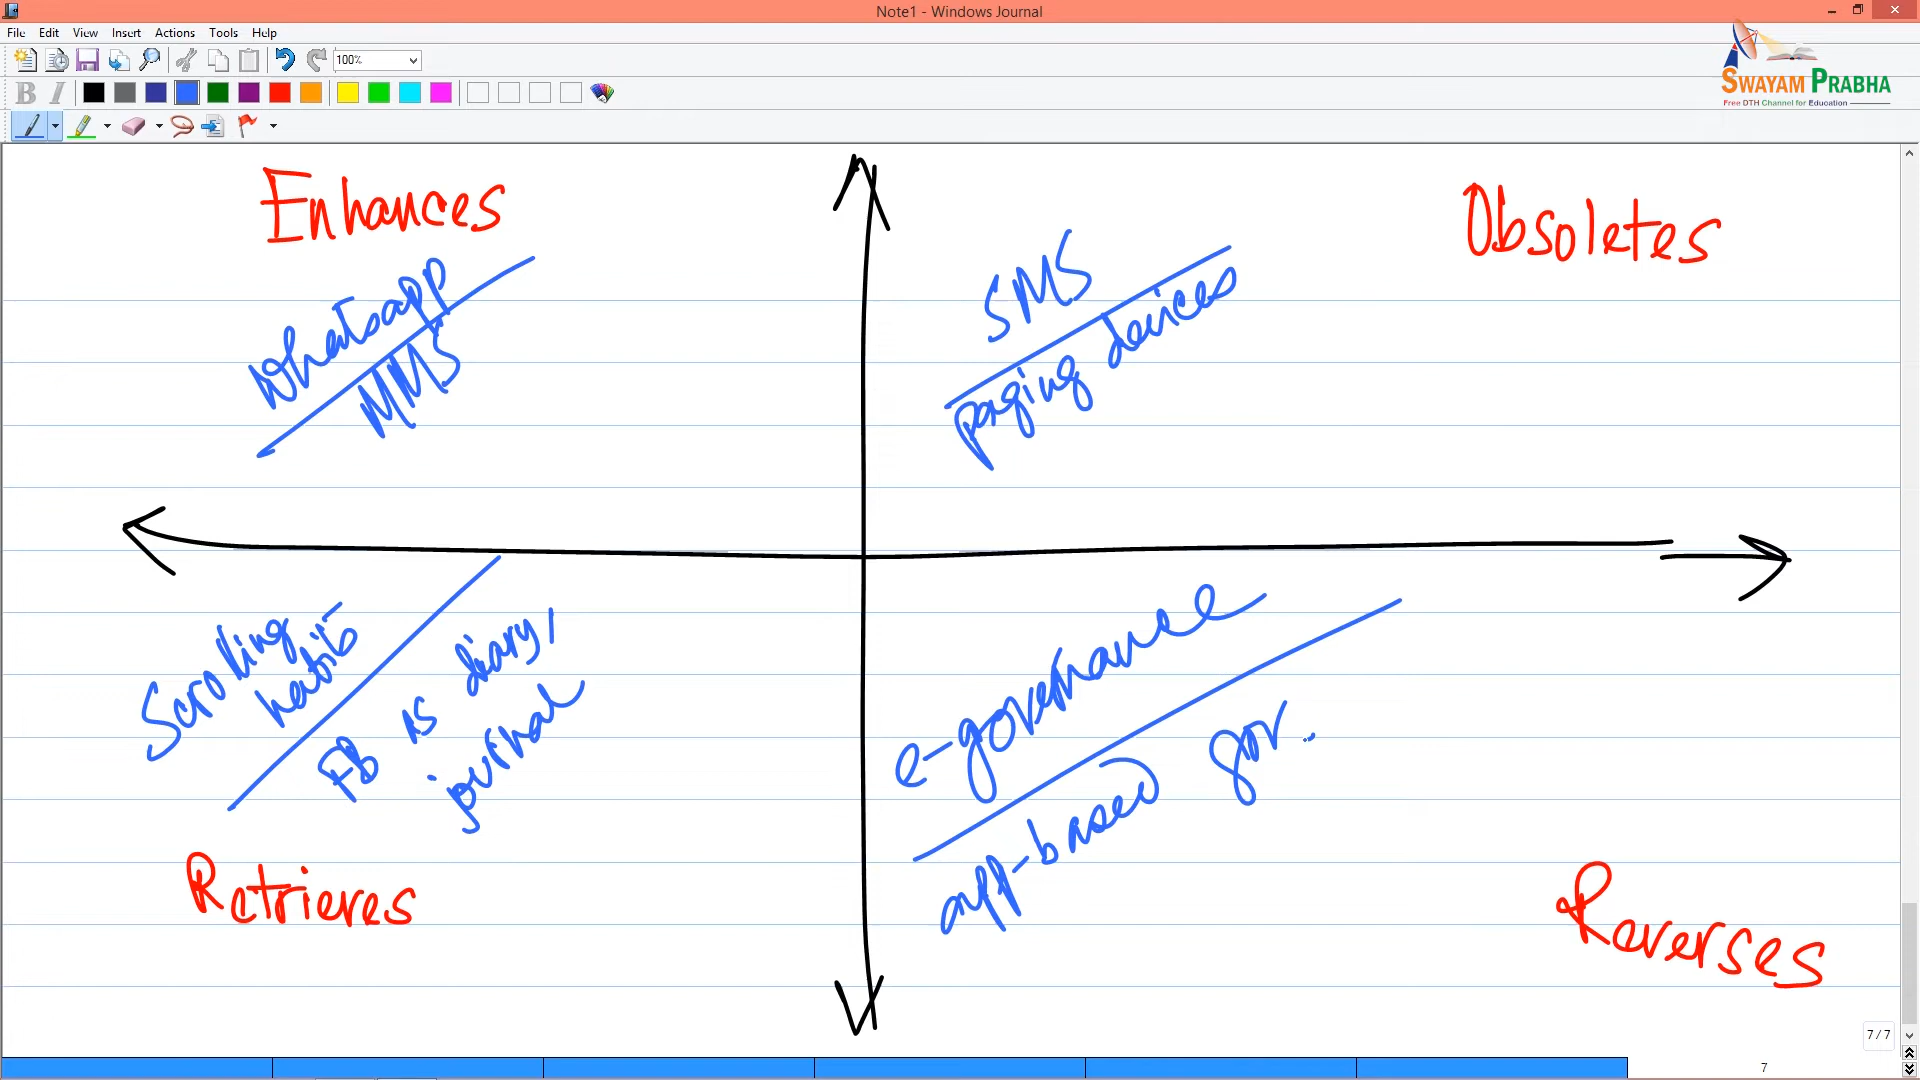 Note1 - Windows Journal
File Edit View Insert Actions Tools Help
100%
B I
SWAYAM PRABHA
Free DTH Channel for Education
Enhances
Whatsapp
MMS
SMS
paging devices
Obsoletes
Scrolling
habits
FB as diary,
journal
Retrieves
e-governance
app-based gov.
Reverses
7 / 7
7